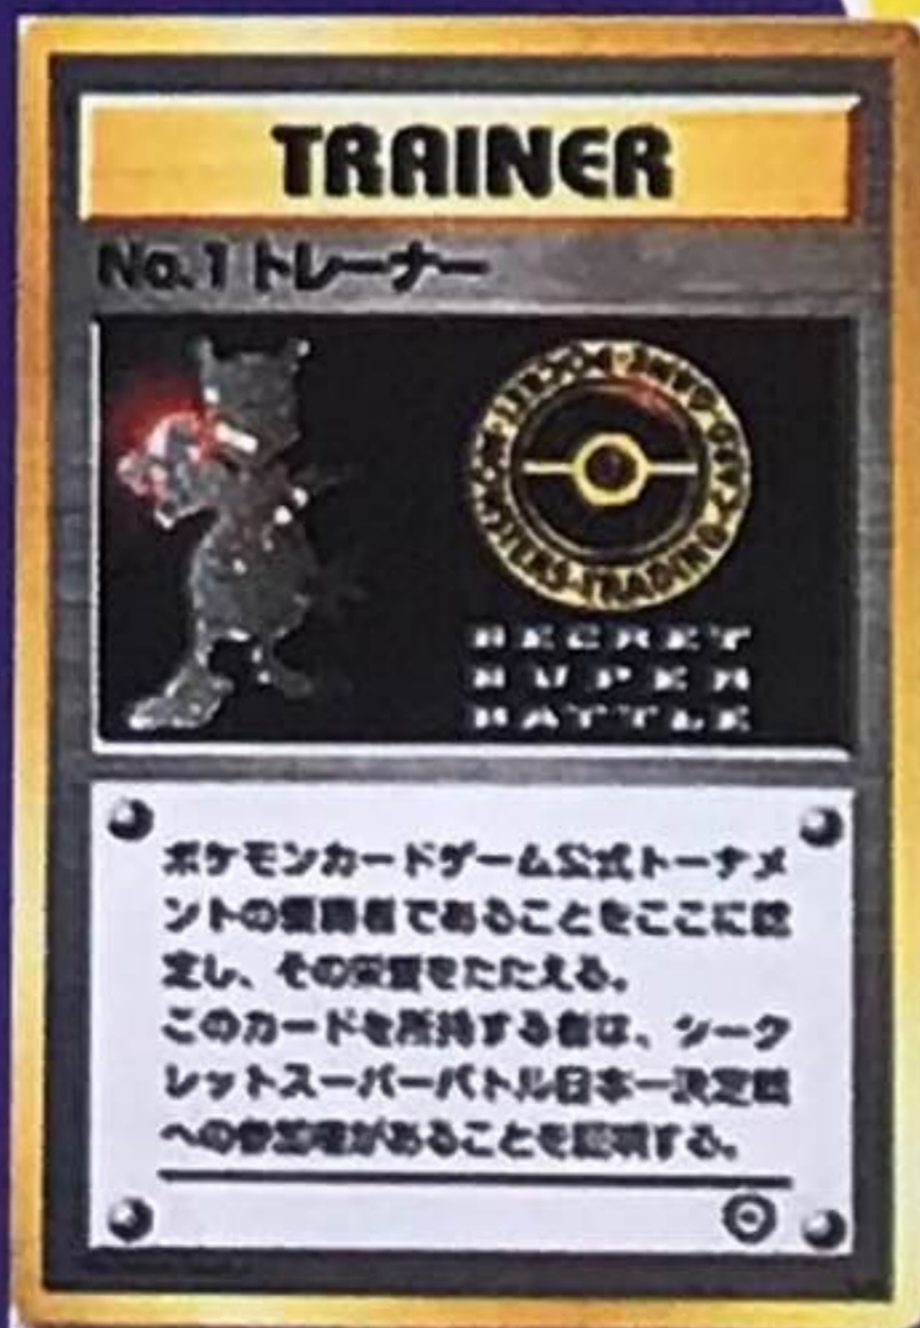 TRAINER
No.1 トレーナー
POCKET MONSTERS TRADING CARD GAME
SECRET
SUPER
BATTLE
ポケモンカードゲーム公式トーナメ
ントの優勝者であることをここに認
定し、その栄誉をたたえる。
このカードを所持する者は、シーク
レットスーパーバトル日本一決定戦
への参加権があることを証明する。